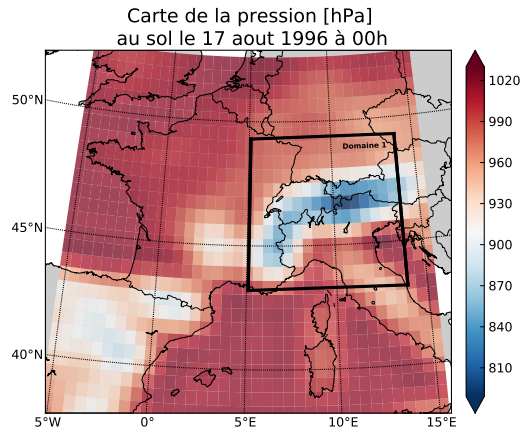 Carte de la pression [hPa]
au sol le 17 aout 1996 à 00h
50°N
45°N
40°N
5°W
0°
5°E
10°E
15°E
Domaine 1
1020
990
960
930
900
870
840
810